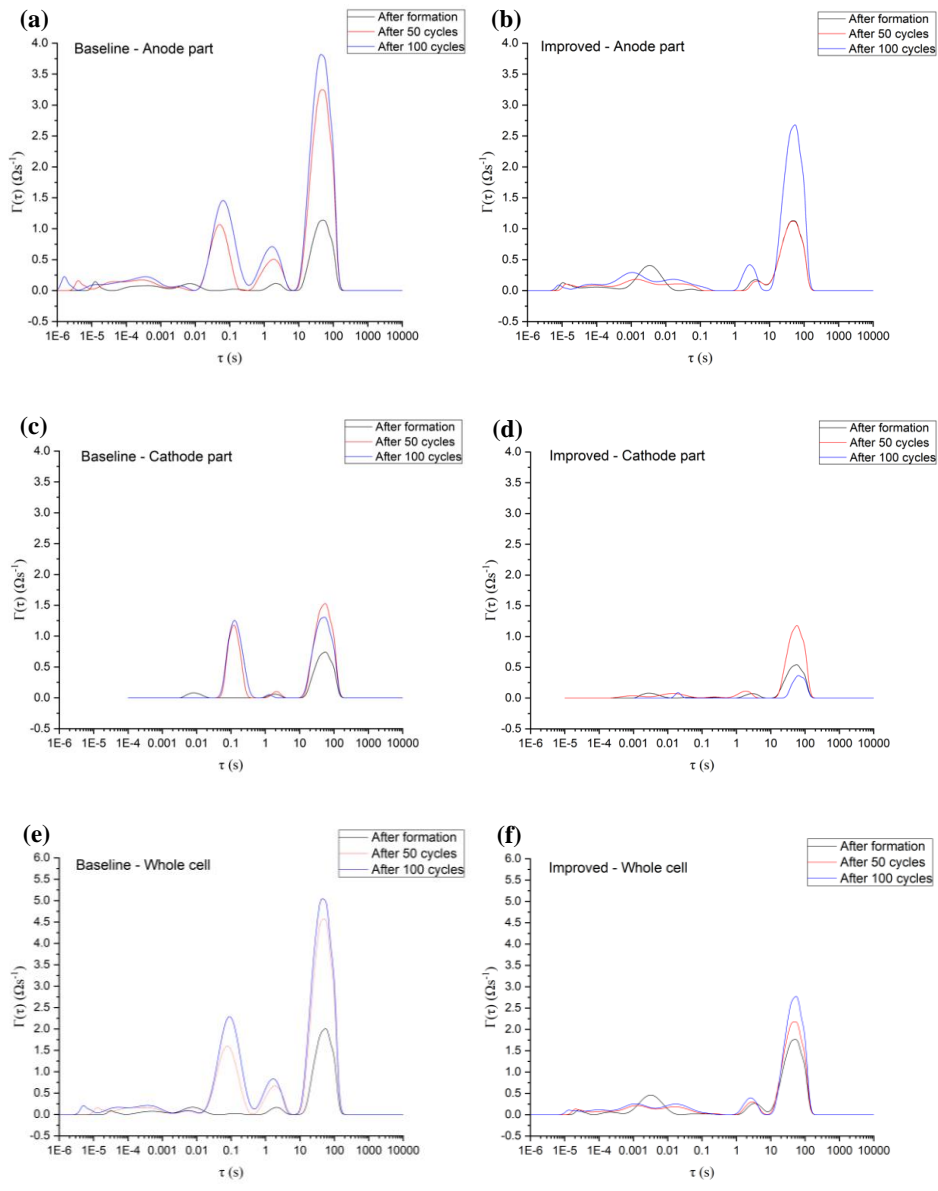 (a)
After formation
After 50 cycles
After 100 cycles
Baseline - Anode part
4.0
3.5
3.0
2.5
2.0
1.5
1.0
0.5
0.0
-0.5
Γ(τ) (Ωs⁻¹)
1E-6 1E-5 1E-4 0.001 0.01 0.1 1 10 100 1000 10000
τ (s)
(b)
After formation
After 50 cycles
After 100 cycles
Improved - Anode part
4.0
3.5
3.0
2.5
2.0
1.5
1.0
0.5
0.0
-0.5
Γ(τ) (Ωs⁻¹)
1E-6 1E-5 1E-4 0.001 0.01 0.1 1 10 100 1000 10000
τ (s)
(c)
After formation
After 50 cycles
After 100 cycles
Baseline - Cathode part
4.0
3.5
3.0
2.5
2.0
1.5
1.0
0.5
0.0
-0.5
Γ(τ) (Ωs⁻¹)
1E-6 1E-5 1E-4 0.001 0.01 0.1 1 10 100 1000 10000
τ (s)
(d)
After formation
After 50 cycles
After 100 cycles
Improved - Cathode part
4.0
3.5
3.0
2.5
2.0
1.5
1.0
0.5
0.0
-0.5
Γ(τ) (Ωs⁻¹)
1E-6 1E-5 1E-4 0.001 0.01 0.1 1 10 100 1000 10000
τ (s)
(e)
After formation
After 50 cycles
After 100 cycles
Baseline - Whole cell
6.0
5.5
5.0
4.5
4.0
3.5
3.0
2.5
2.0
1.5
1.0
0.5
0.0
-0.5
Γ(τ) (Ωs⁻¹)
1E-6 1E-5 1E-4 0.001 0.01 0.1 1 10 100 1000 10000
τ (s)
(f)
After formation
After 50 cycles
After 100 cycles
Improved - Whole cell
6.0
5.5
5.0
4.5
4.0
3.5
3.0
2.5
2.0
1.5
1.0
0.5
0.0
-0.5
Γ(τ) (Ωs⁻¹)
1E-6 1E-5 1E-4 0.001 0.01 0.1 1 10 100 1000 10000
τ (s)